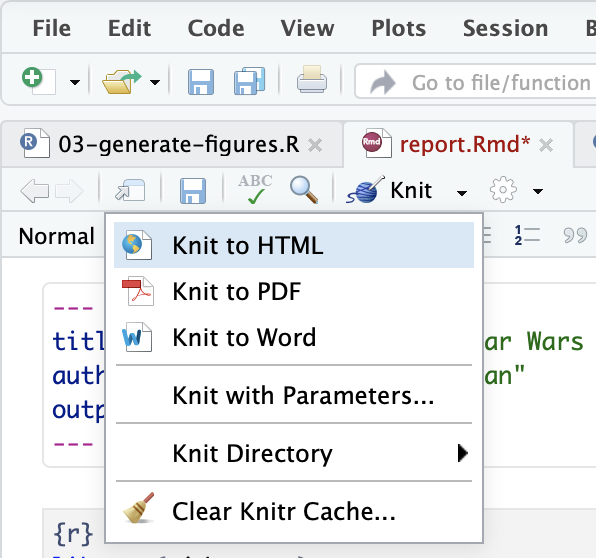 File Edit Code View Plots Session
Go to file/function
R 03-generate-figures.R Rmd report.Rmd*
ABC Knit
Normal
Knit to HTML
Knit to PDF
Knit to Word
Knit with Parameters...
Knit Directory
Clear Knitr Cache...
---
titl ar Wars
auth an"
outp
---
{r}